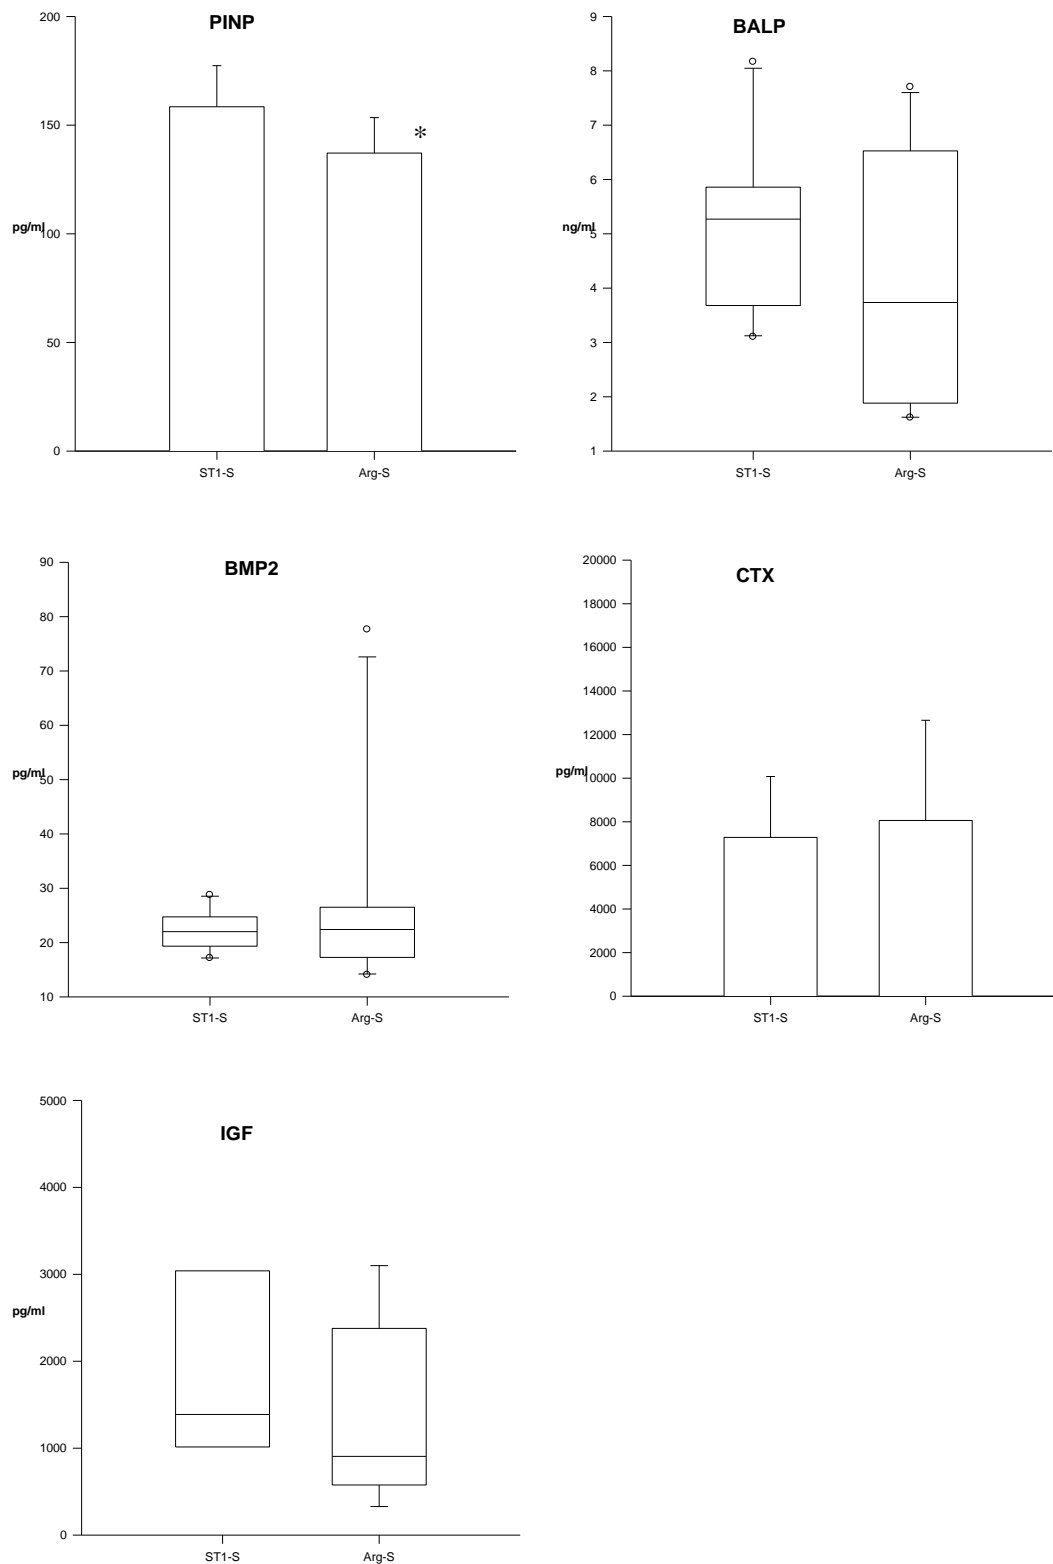 PINP
200
150
*
pg/ml
100
50
0
ST1-S Arg-S
BALP
9
8
7
6
ng/ml
5
4
3
2
1
ST1-S Arg-S
BMP2
90
80
70
60
pg/ml
50
40
30
20
10
ST1-S Arg-S
CTX
20000
18000
16000
14000
12000
pg/ml
10000
8000
6000
4000
2000
0
ST1-S Arg-S
IGF
5000
4000
3000
pg/ml
2000
1000
0
ST1-S Arg-S